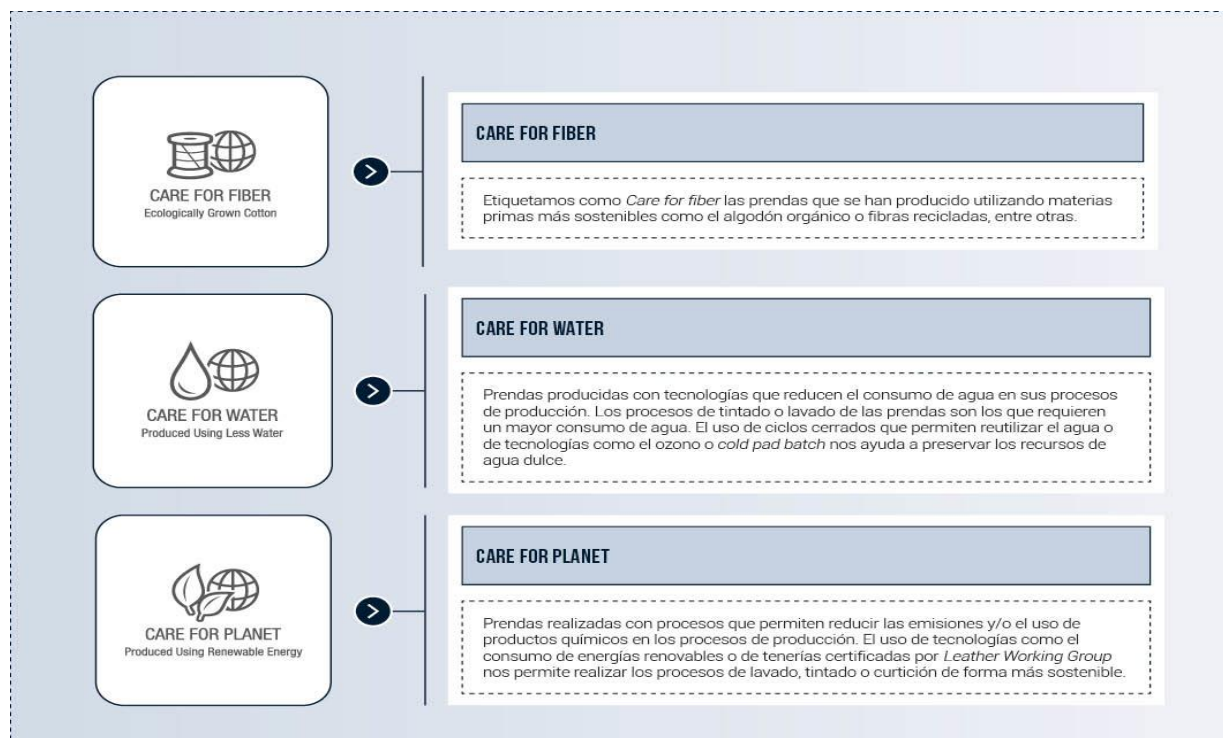 CARE FOR FIBER
Ecologically Grown Cotton
CARE FOR FIBER
Etiquetamos como Care for fiber las prendas que se han producido utilizando materias
primas más sostenibles como el algodón orgánico o fibras recicladas, entre otras.
CARE FOR WATER
Produced Using Less Water
CARE FOR WATER
Prendas producidas con tecnologías que reducen el consumo de agua en sus procesos
de producción. Los procesos de tintado o lavado de las prendas son los que requieren
un mayor consumo de agua. El uso de ciclos cerrados que permiten reutilizar el agua o
de tecnologías como el ozono o cold pad batch nos ayuda a preservar los recursos de
agua dulce.
CARE FOR PLANET
Produced Using Renewable Energy
CARE FOR PLANET
Prendas realizadas con procesos que permiten reducir las emisiones y/o el uso de
productos químicos en los procesos de producción. El uso de tecnologías como el
consumo de energías renovables o de tenerías certificadas por Leather Working Group
nos permite realizar los procesos de lavado, tintado o curtición de forma más sostenible.